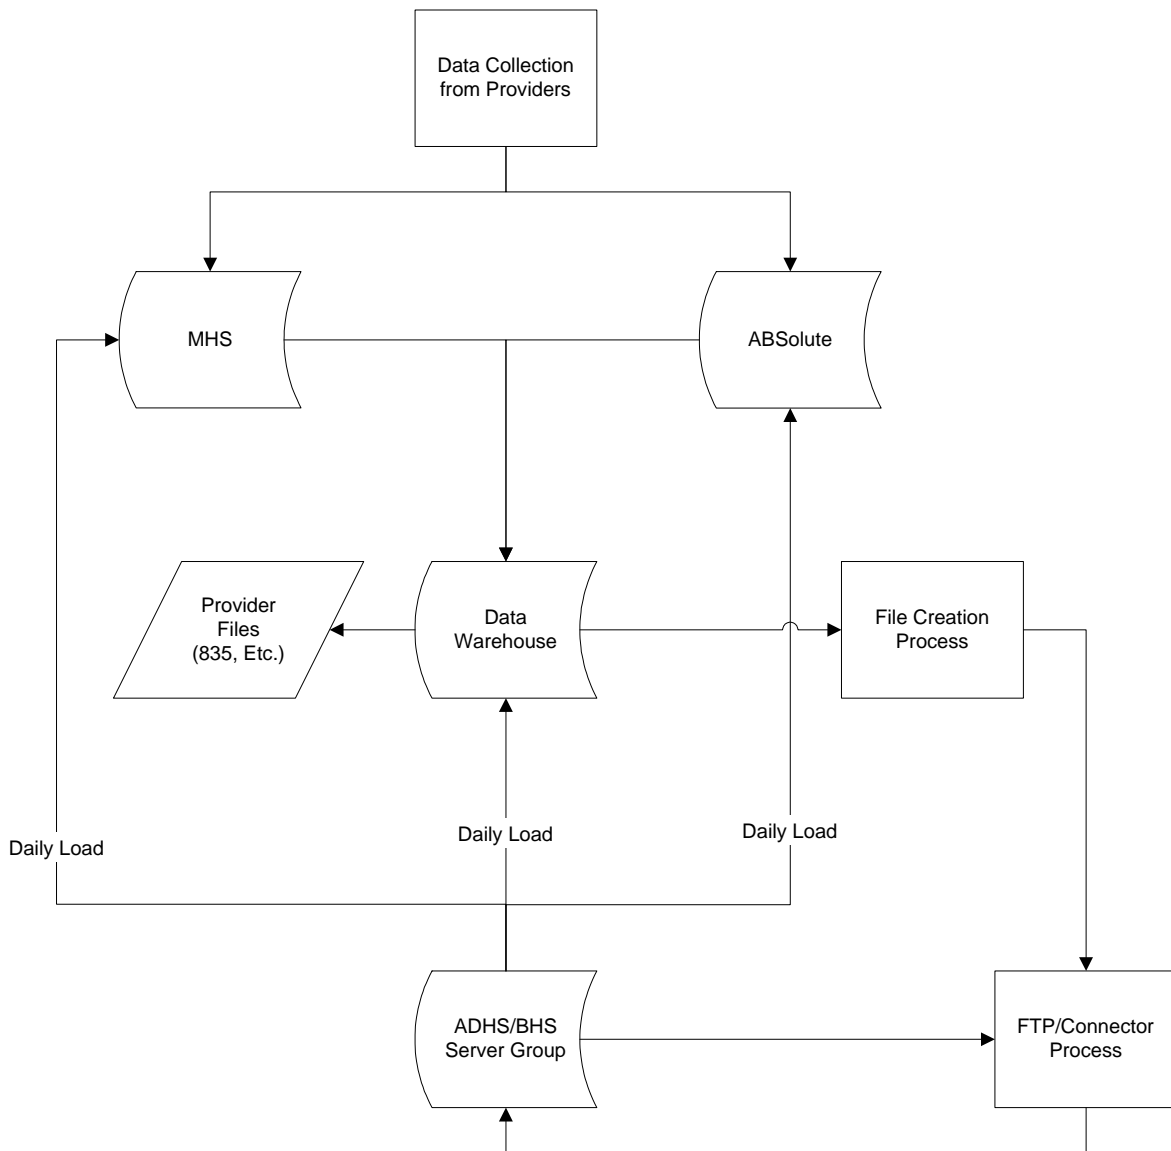 Data Collection
from Providers
MHS
ABSolute
Provider
Files
(835, Etc.)
Data
Warehouse
File Creation
Process
Daily Load
Daily Load
Daily Load
ADHS/BHS
Server Group
FTP/Connector
Process